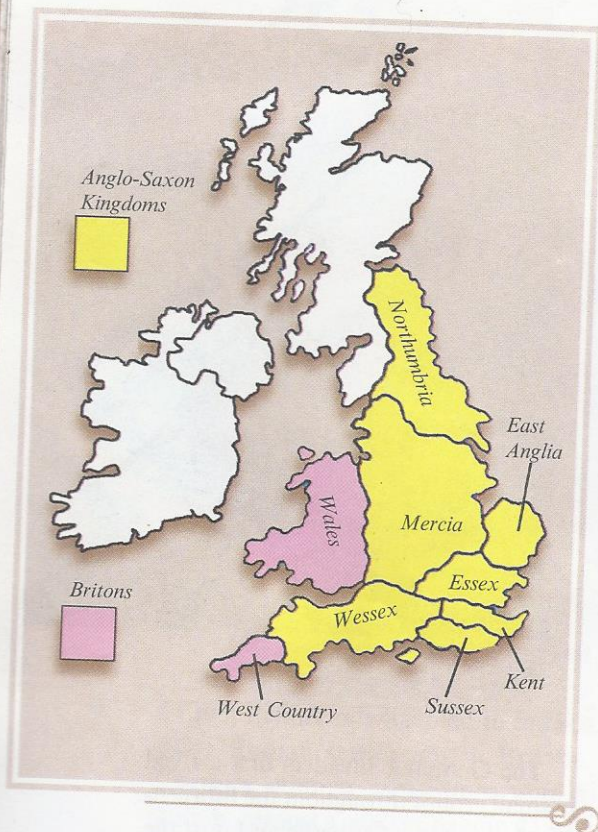 Anglo-Saxon
Kingdoms
Northumbria
East
Anglia
Wales
Mercia
Essex
Britons
Wessex
Kent
West Country
Sussex